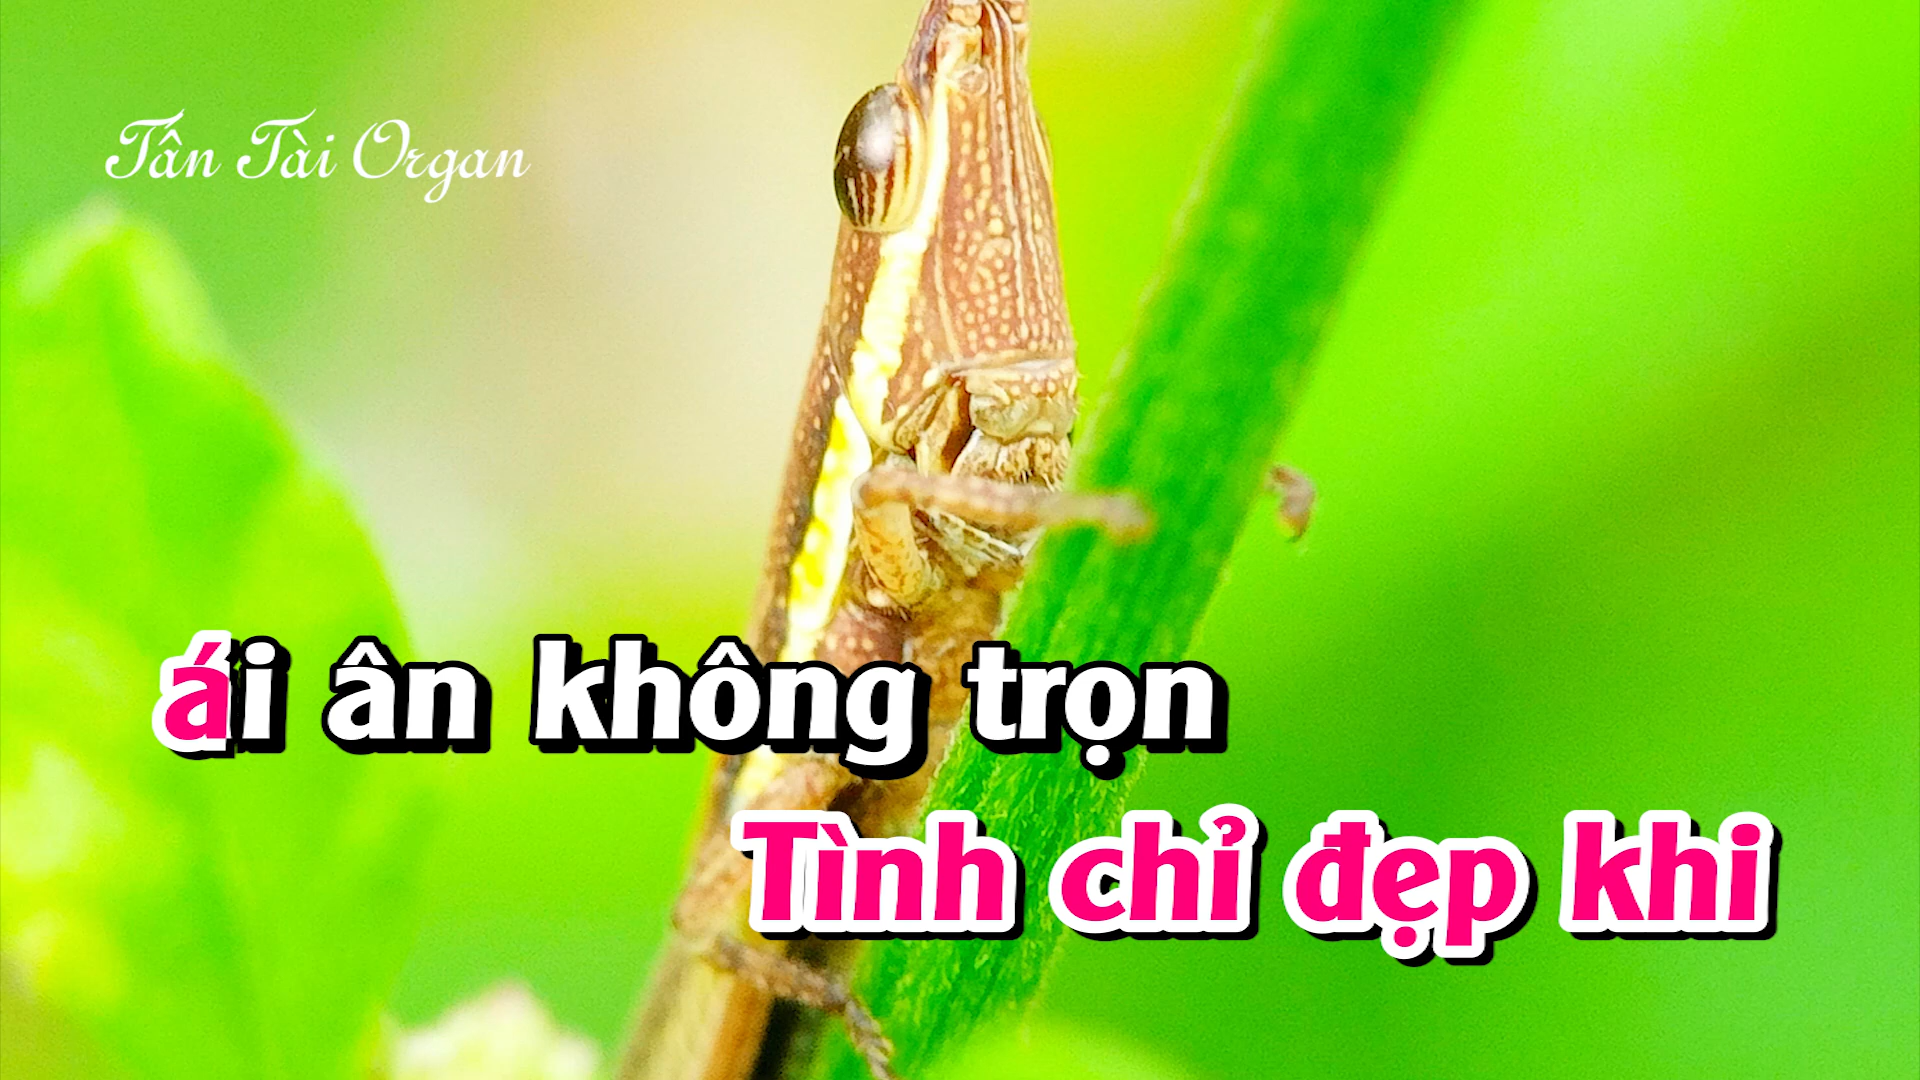 Tấn Tài Organ
ái ân không trọn
Tình chỉ đẹp khi